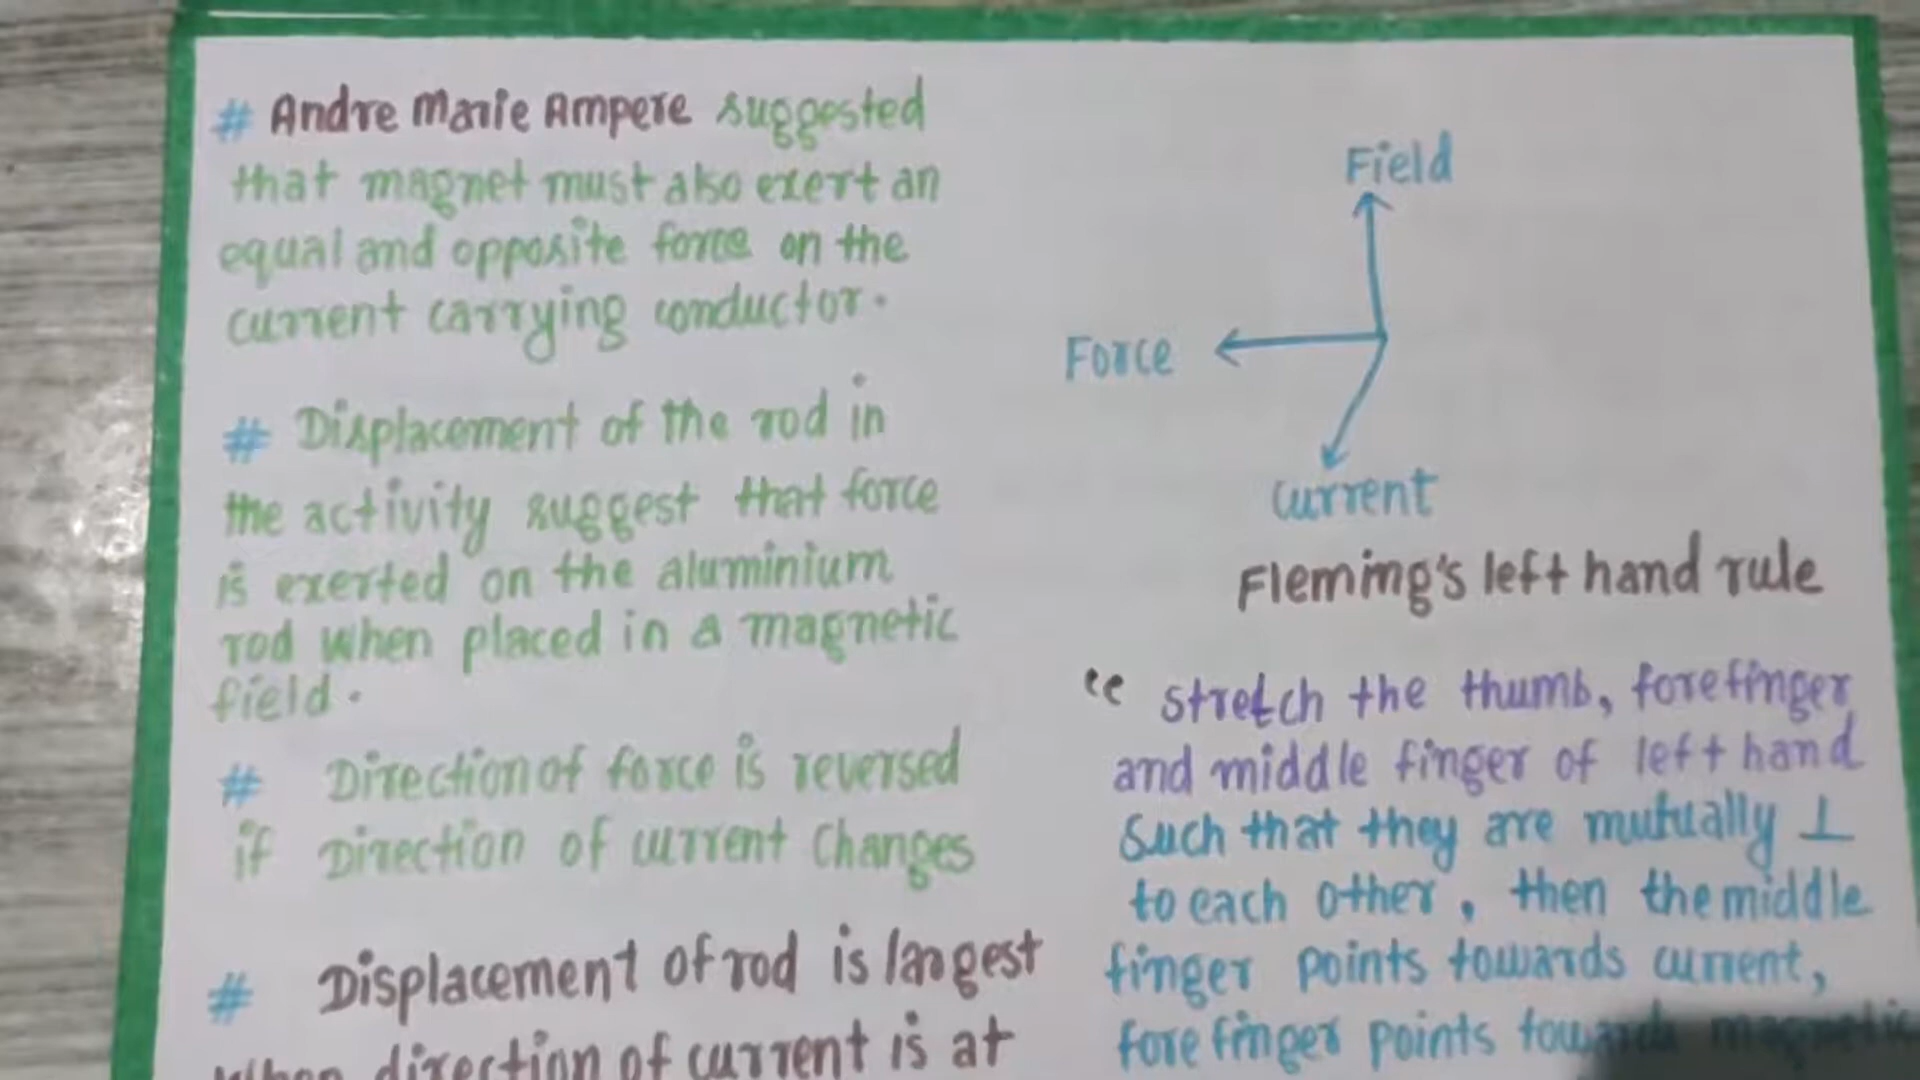 # Andre Marie Ampere suggested
that magnet must also exert an
equal and opposite force on the
current carrying conductor.
# Displacement of the rod in
the activity suggest that force
is exerted on the aluminium
rod when placed in a magnetic
field.
# Direction of force is reversed
if Direction of current Changes
# Displacement of rod is largest
when direction of current is at
Field
Force
Current
Fleming's left hand rule
" stretch the thumb, forefinger
and middle finger of left hand
Such that they are mutually ⊥
to each other, then the middle
finger points towards current,
fore finger points towards magnetic